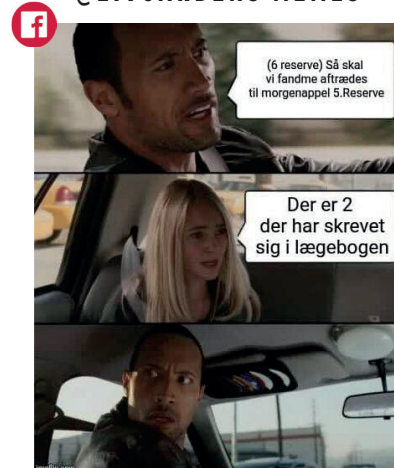 (6 reserve) Så skal
vi fandme aftrædes
til morgenappel 5.Reserve
Der er 2
der har skrevet
sig i lægebogen